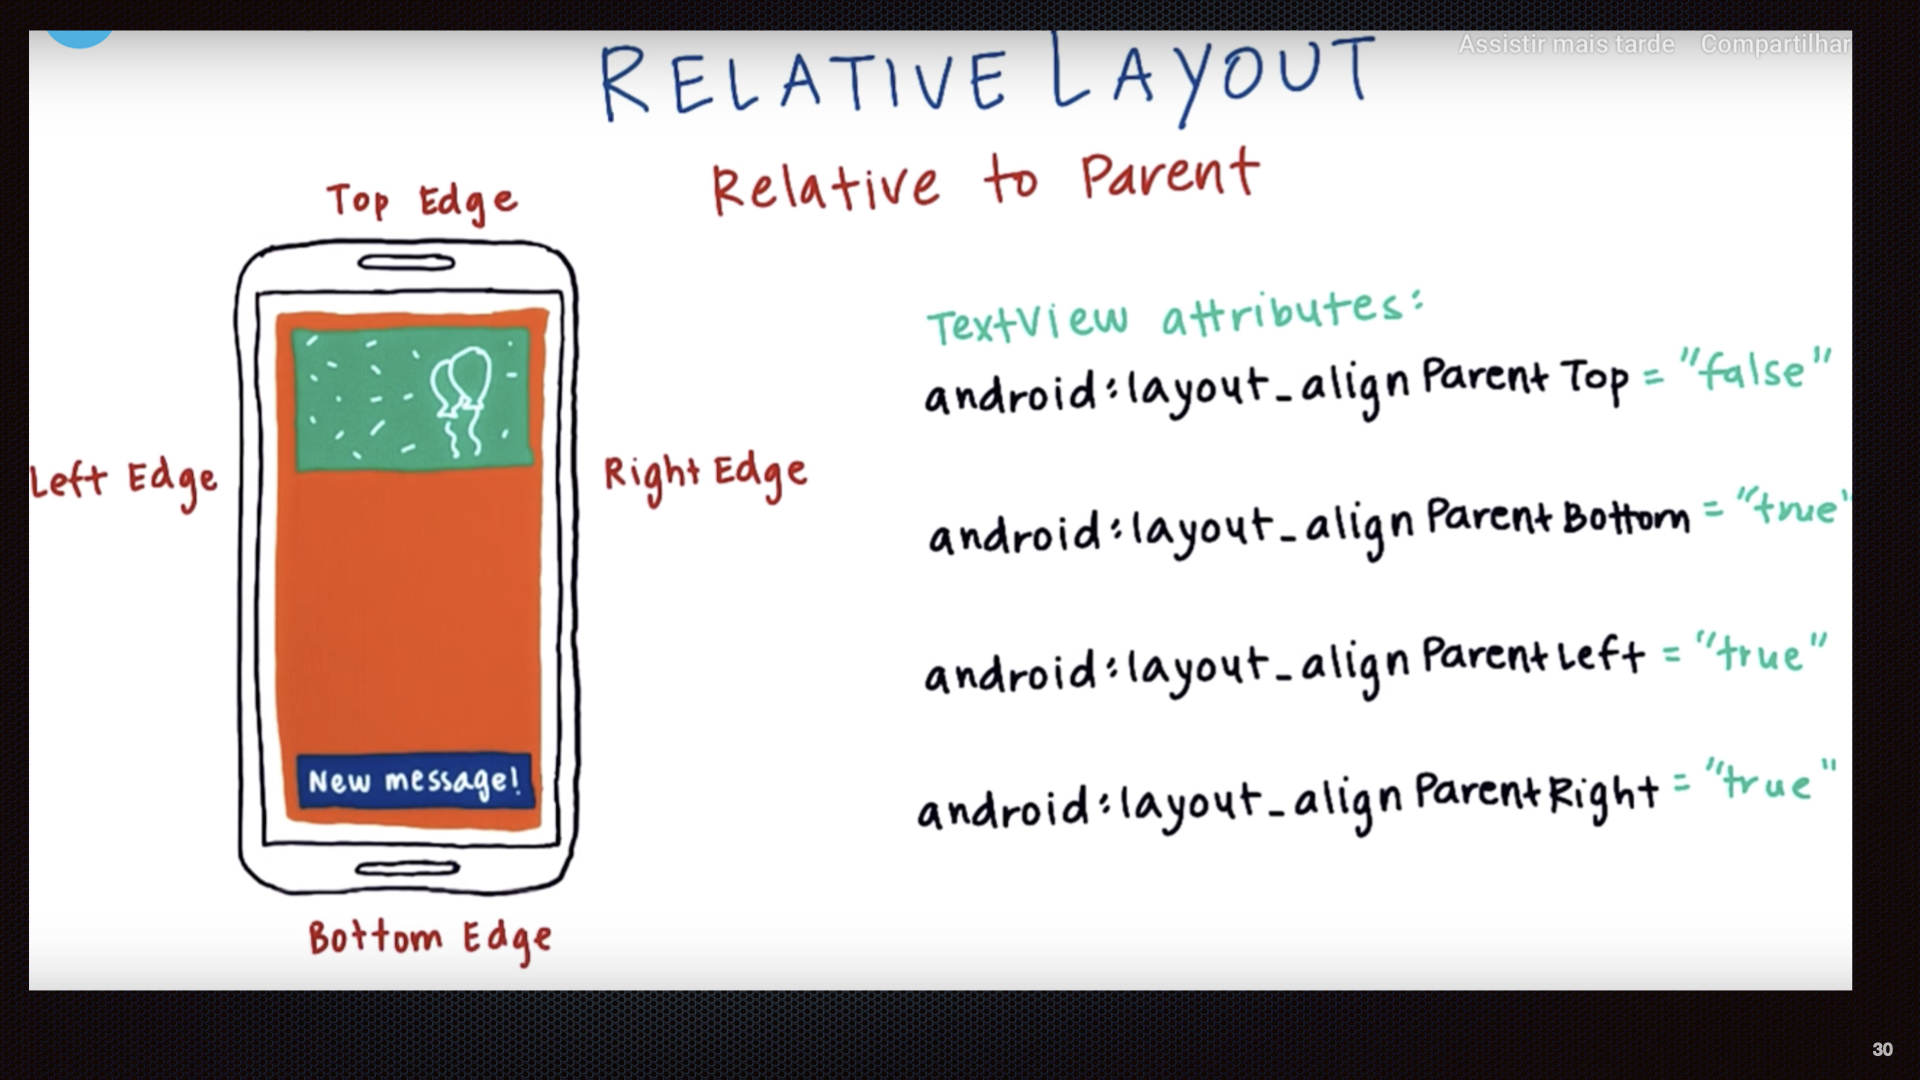 RELATIVE LAYOUT
Assistir mais tarde Compartilhar
Relative to Parent
Top Edge
Left Edge
Right Edge
New message!
Bottom Edge
TextView attributes:
android:layout_alignParentTop = "false"
android:layout_alignParentBottom = "true"
android:layout_alignParentLeft = "true"
android:layout_alignParentRight = "true"
30